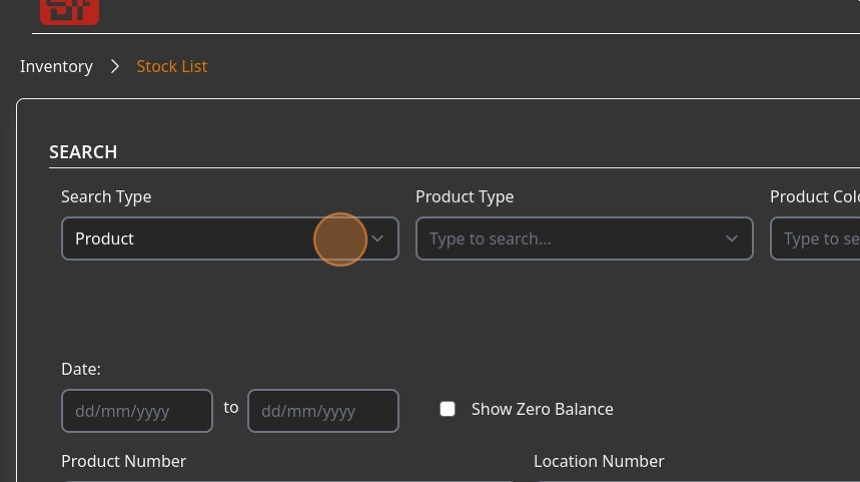 Inventory > Stock List
SEARCH
Search Type Product Type Product Colo
Product Type to search... Type to se
Date:
dd/mm/yyyy to dd/mm/yyyy Show Zero Balance
Product Number Location Number